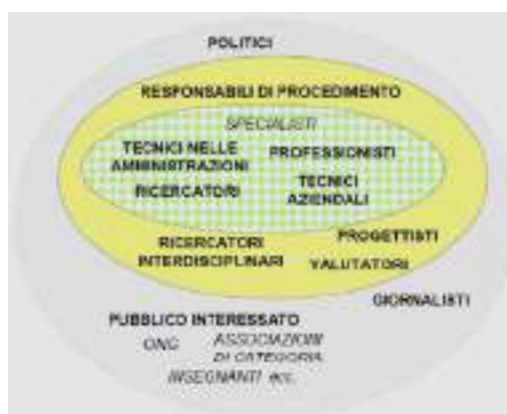 POLITICI
RESPONSABILI DI PROCEDIMENTO
SPECIALISTI
TECNICI NELLE
AMMINISTRAZIONI
PROFESSIONISTI
RICERCATORI
TECNICI
AZIENDALI
RICERCATORI
INTERDISCIPLINARI
PROGETTISTI
VALUTATORI
GIORNALISTI
PUBBLICO INTERESSATO
ONG
ASSOCIAZIONI
DI CATEGORIA
INSEGNANTI ecc.